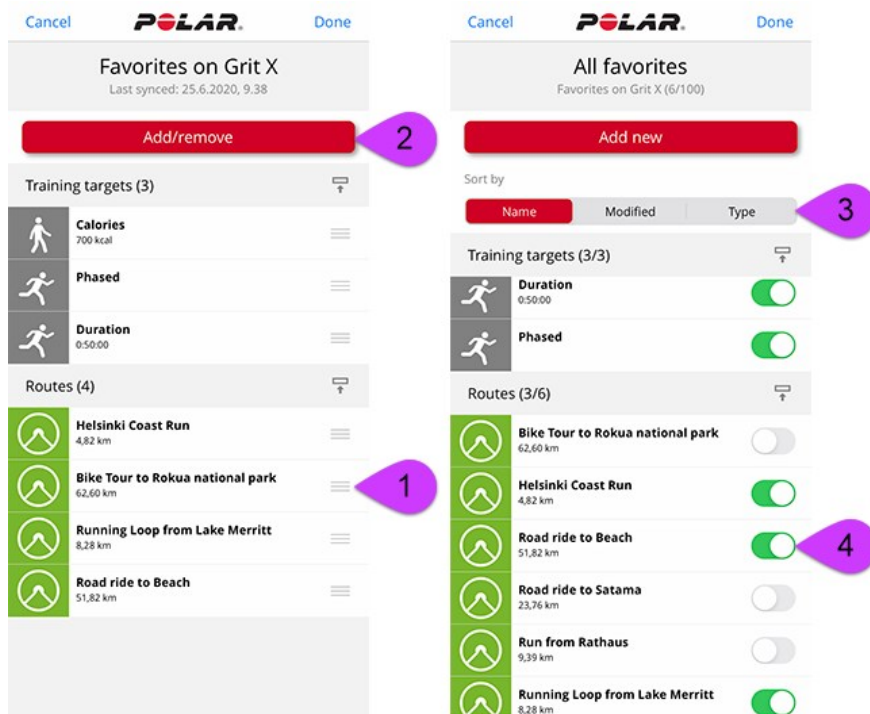 Cancel
POLAR.
Done
Favorites on Grit X
Last synced: 25.6.2020, 9.38
Add/remove
2
Training targets (3)
Calories
700 kcal
Phased
Duration
0:50:00
Routes (4)
Helsinki Coast Run
4,82 km
Bike Tour to Rokua national park
62,60 km
1
Running Loop from Lake Merritt
8,28 km
Road ride to Beach
51,82 km
Cancel
POLAR.
Done
All favorites
Favorites on Grit X (6/100)
Add new
Sort by
Name
Modified
Type
3
Training targets (3/3)
Duration
0:50:00
Phased
Routes (3/6)
Bike Tour to Rokua national park
62,60 km
Helsinki Coast Run
4,82 km
Road ride to Beach
51,82 km
4
Road ride to Satama
23,76 km
Run from Rathaus
9,39 km
Running Loop from Lake Merritt
8,28 km